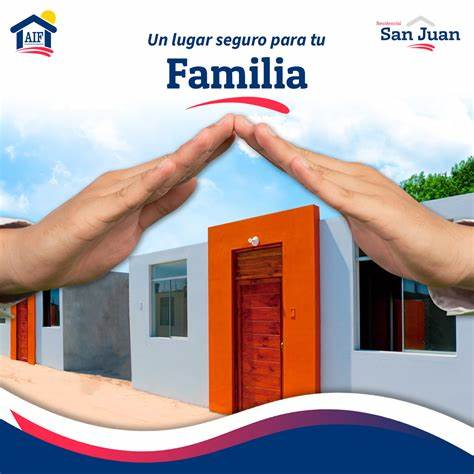 AIF
Residencial
San Juan
Un lugar seguro para tu
Familia